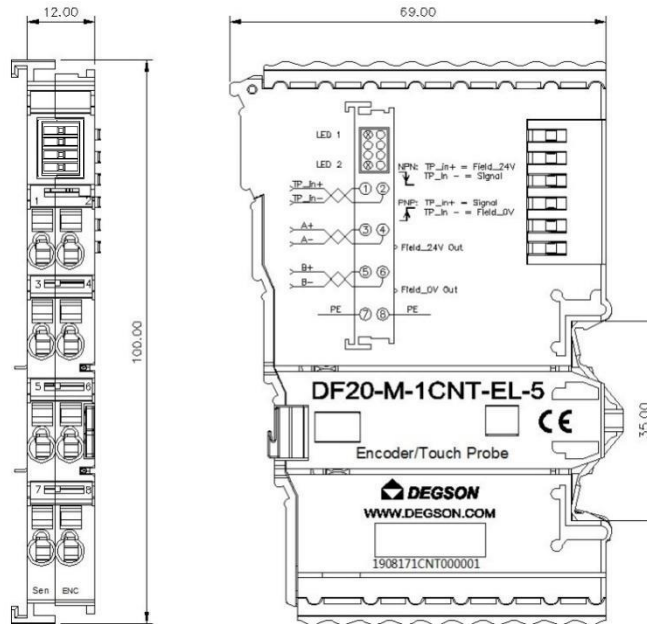 12.00
69.00
100.00
35.00
1
2
3
4
5
6
7
8
Sen
ENC
LED 1
LED 2
TP_in+
TP_in-
A+
A-
B+
B-
PE
1
2
3
4
5
6
7
8
PE
NPN: TP_in+ = Field_24V
TP_in - = Signal
PNP: TP_in+ = Signal
TP_in - = Field_0V
Field_24V Out
Field_0V Out
DF20-M-1CNT-EL-5
CE
Encoder/Touch Probe
DEGSON
WWW.DEGSON.COM
1908171CNT000001